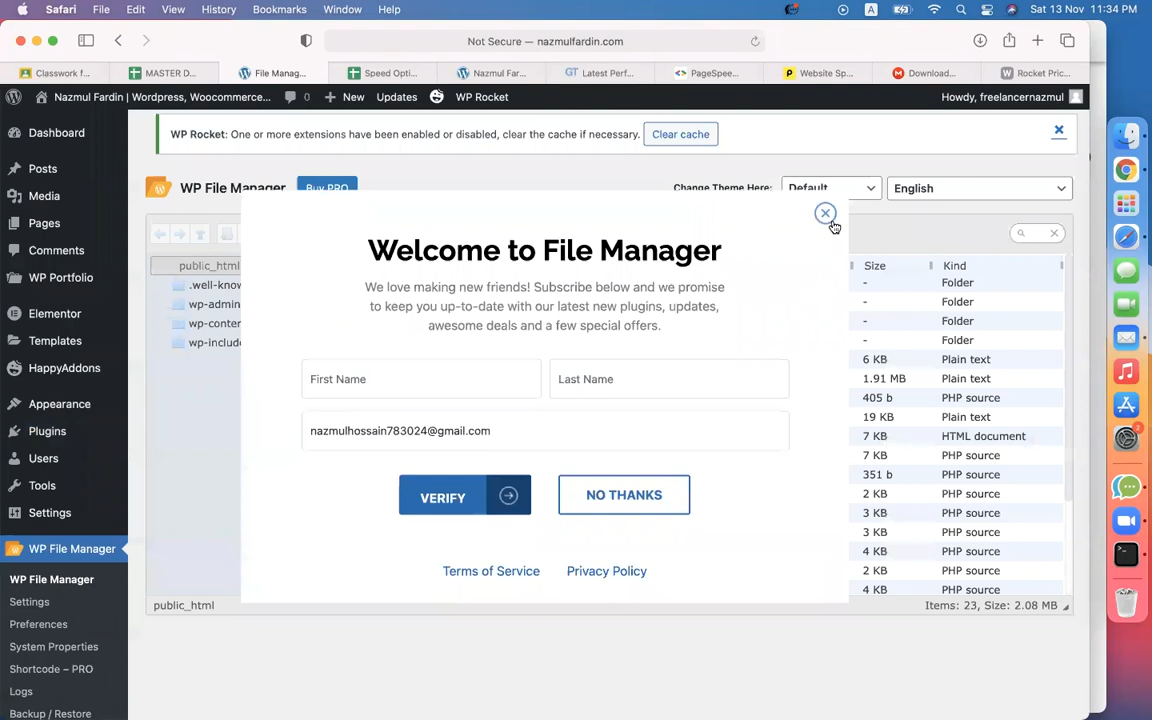 Safari File Edit View History Bookmarks Window Help A Sat 13 Nov 11:34 PM
Not Secure — nazmulfardin.com
Classwork f... MASTER D... File Manag... Speed Opti... Nazmul Far... GT Latest Perf... PageSpee... P Website Sp... Download... W Rocket Pric...
Nazmul Fardin | Wordpress, Woocommerce... 0 + New Updates WP Rocket Howdy, freelancernazmul
Dashboard
Posts
Media
Pages
Comments
WP Portfolio
Elementor
Templates
HappyAddons
Appearance
Plugins
Users
Tools
Settings
WP File Manager
WP File Manager
Settings
Preferences
System Properties
Shortcode – PRO
Logs
Backup / Restore
WP Rocket: One or more extensions have been enabled or disabled, clear the cache if necessary. Clear cache
WP File Manager Buy PRO Change Theme Here: Default English
public_html
.well-know
wp-admin
wp-conten
wp-include
Welcome to File Manager
We love making new friends! Subscribe below and we promise
to keep you up-to-date with our latest new plugins, updates,
awesome deals and a few special offers.
First Name Last Name
nazmulhossain783024@gmail.com
VERIFY NO THANKS
Terms of Service Privacy Policy
Size Kind
- Folder
- Folder
- Folder
- Folder
6 KB Plain text
1.91 MB Plain text
405 b PHP source
19 KB Plain text
7 KB HTML document
7 KB PHP source
351 b PHP source
2 KB PHP source
3 KB PHP source
3 KB PHP source
4 KB PHP source
2 KB PHP source
4 KB PHP source
public_html Items: 23, Size: 2.08 MB
2